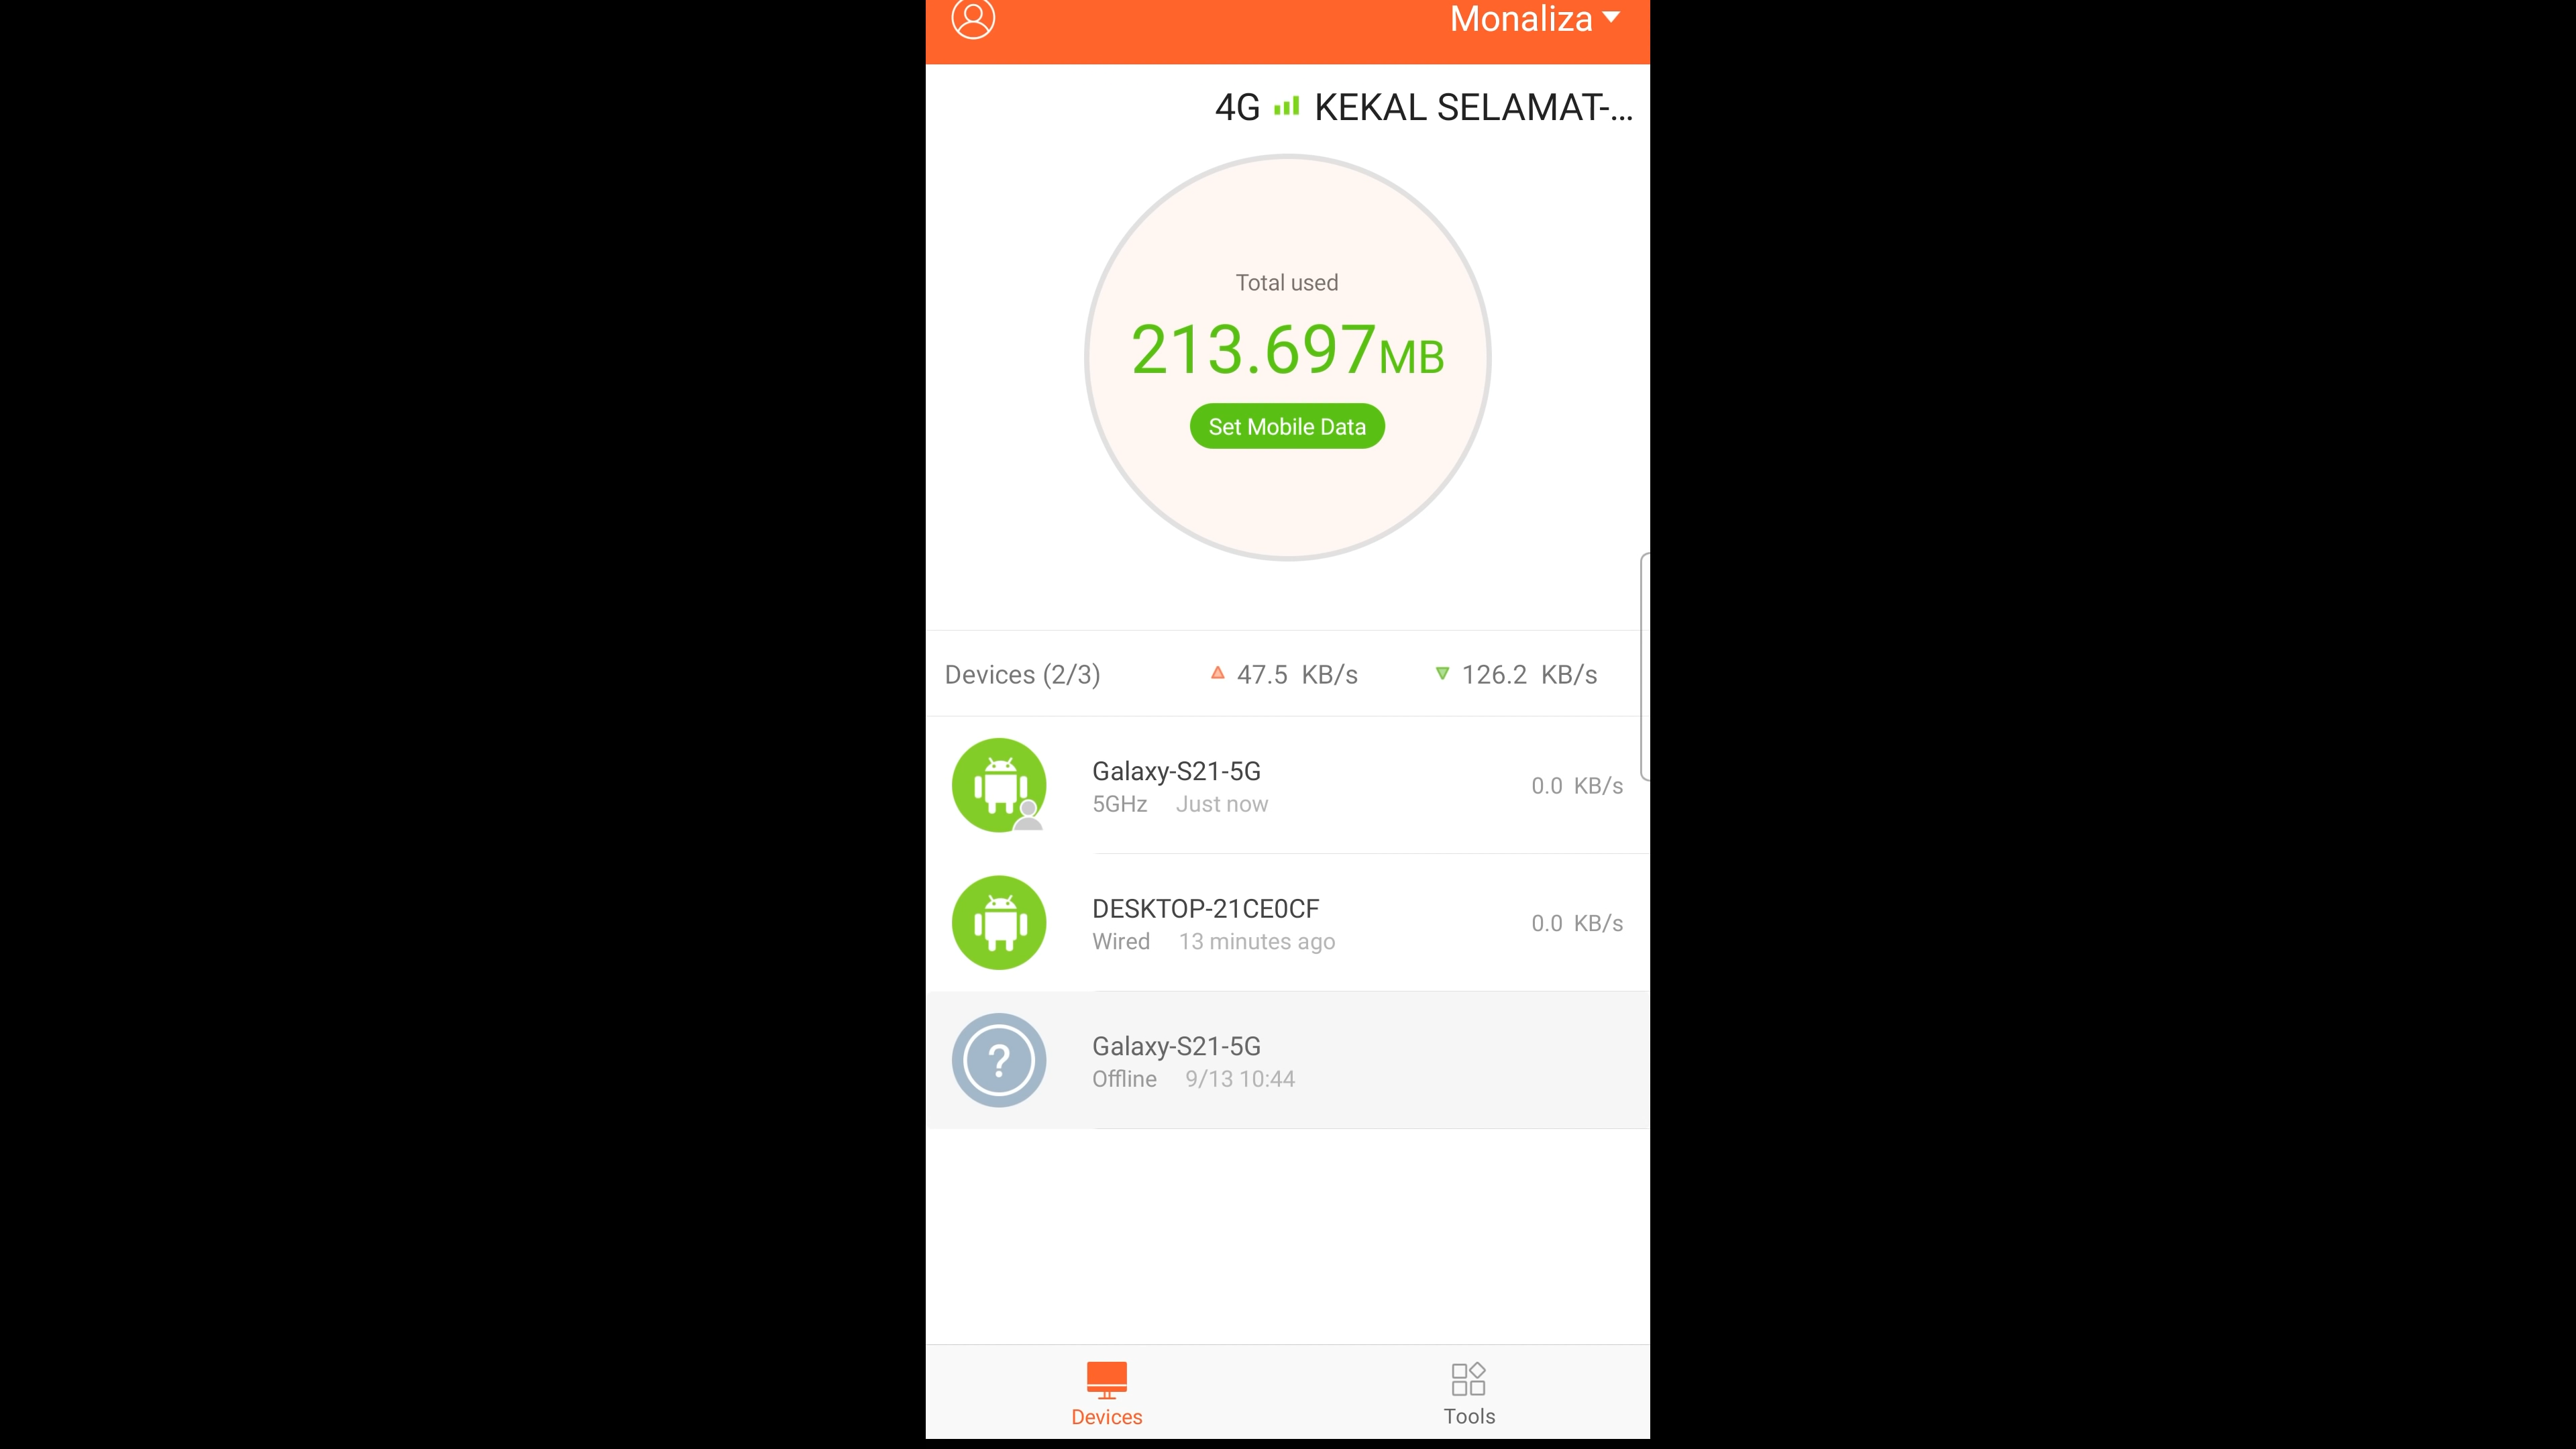 Monaliza
4G KEKAL SELAMAT-...
Total used
213.697MB
Set Mobile Data
Devices (2/3) 47.5 KB/s 126.2 KB/s
Galaxy-S21-5G
5GHz Just now
0.0 KB/s
DESKTOP-21CE0CF
Wired 13 minutes ago
0.0 KB/s
?
Galaxy-S21-5G
Offline 9/13 10:44
Devices
Tools